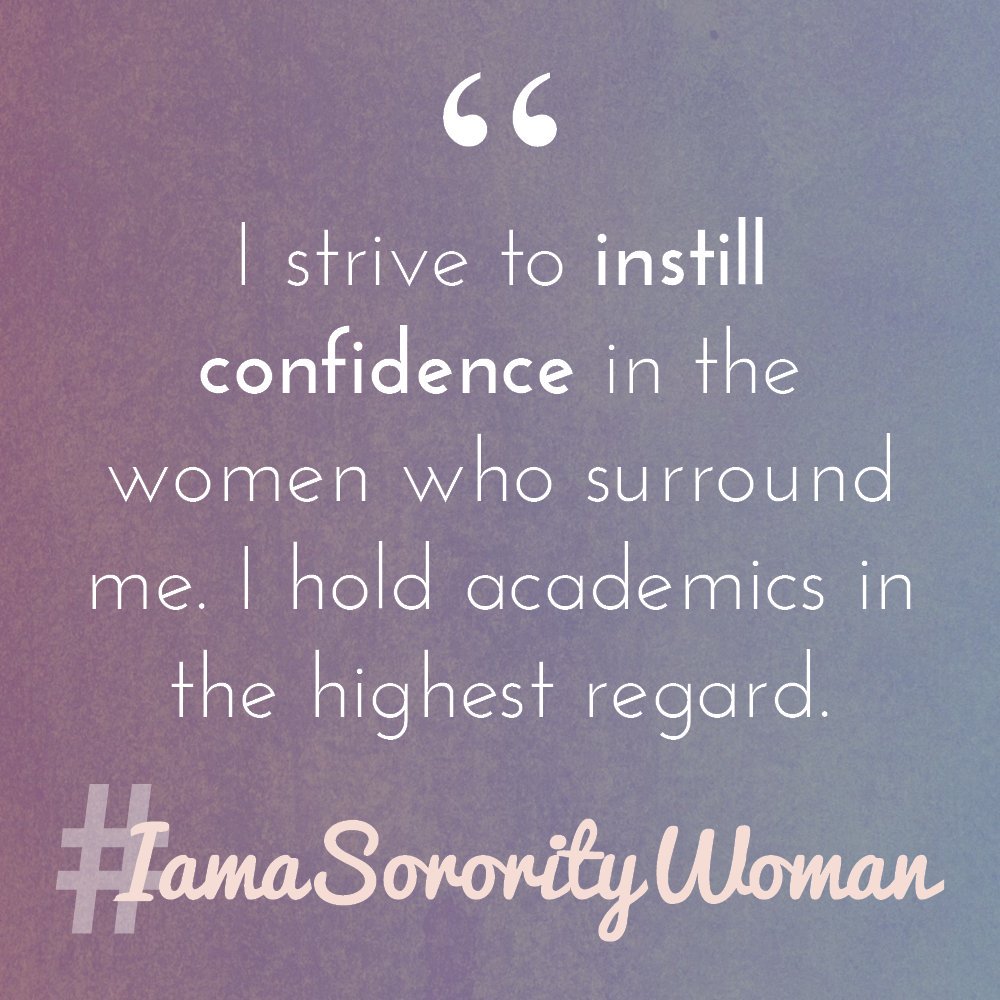 “
I strive to instill
confidence in the
women who surround
me. I hold academics in
the highest regard.
#IamaSororityWoman